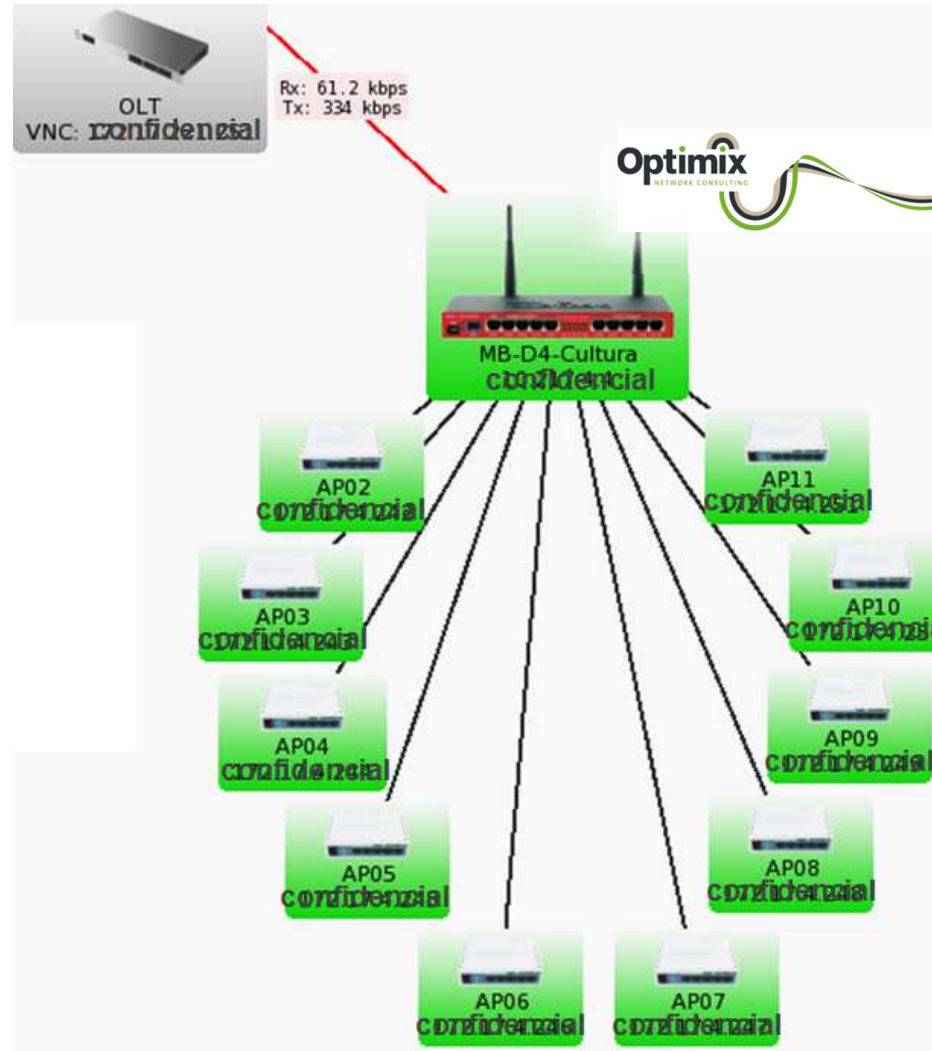 OLT
VNC: confidencial
Rx: 61.2 kbps
Tx: 334 kbps
Optimix
NETWORK CONSULTING
MB-D4-Cultura
confidencial
AP02
confidencial
AP11
confidencial
AP03
confidencial
AP10
AP04
confidencial
AP09
confidencial
AP05
confidencial
AP08
confidencial
AP06
confidencial
AP07
confidencial